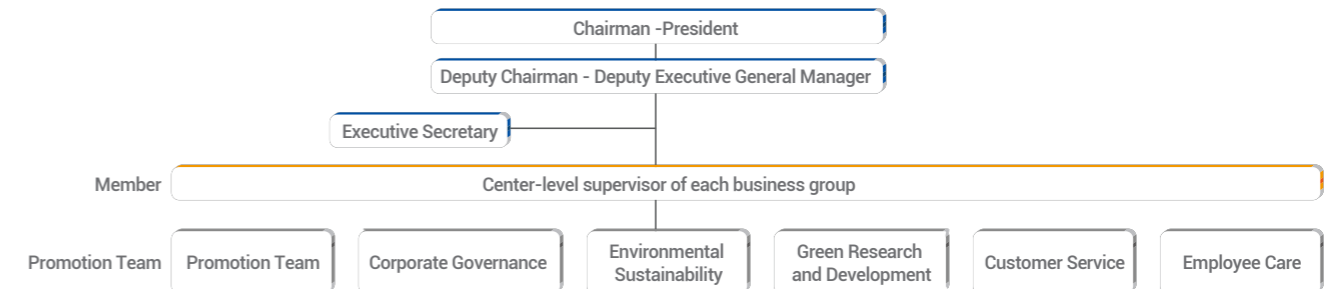 Chairman -President
Deputy Chairman - Deputy Executive General Manager
Executive Secretary
Member
Center-level supervisor of each business group
Promotion Team
Promotion Team
Corporate Governance
Environmental
Sustainability
Green Research
and Development
Customer Service
Employee Care